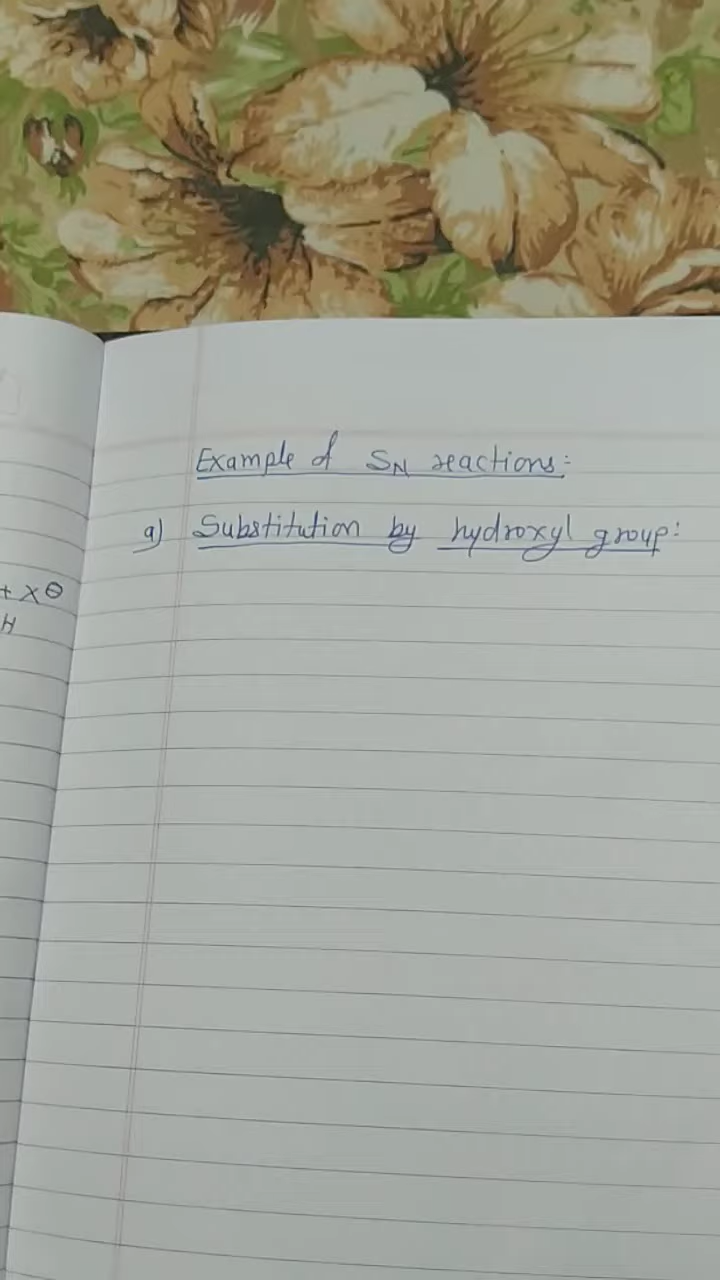 Example of SN reactions:
a) Substitution by hydroxyl group:
+ X⊖
H